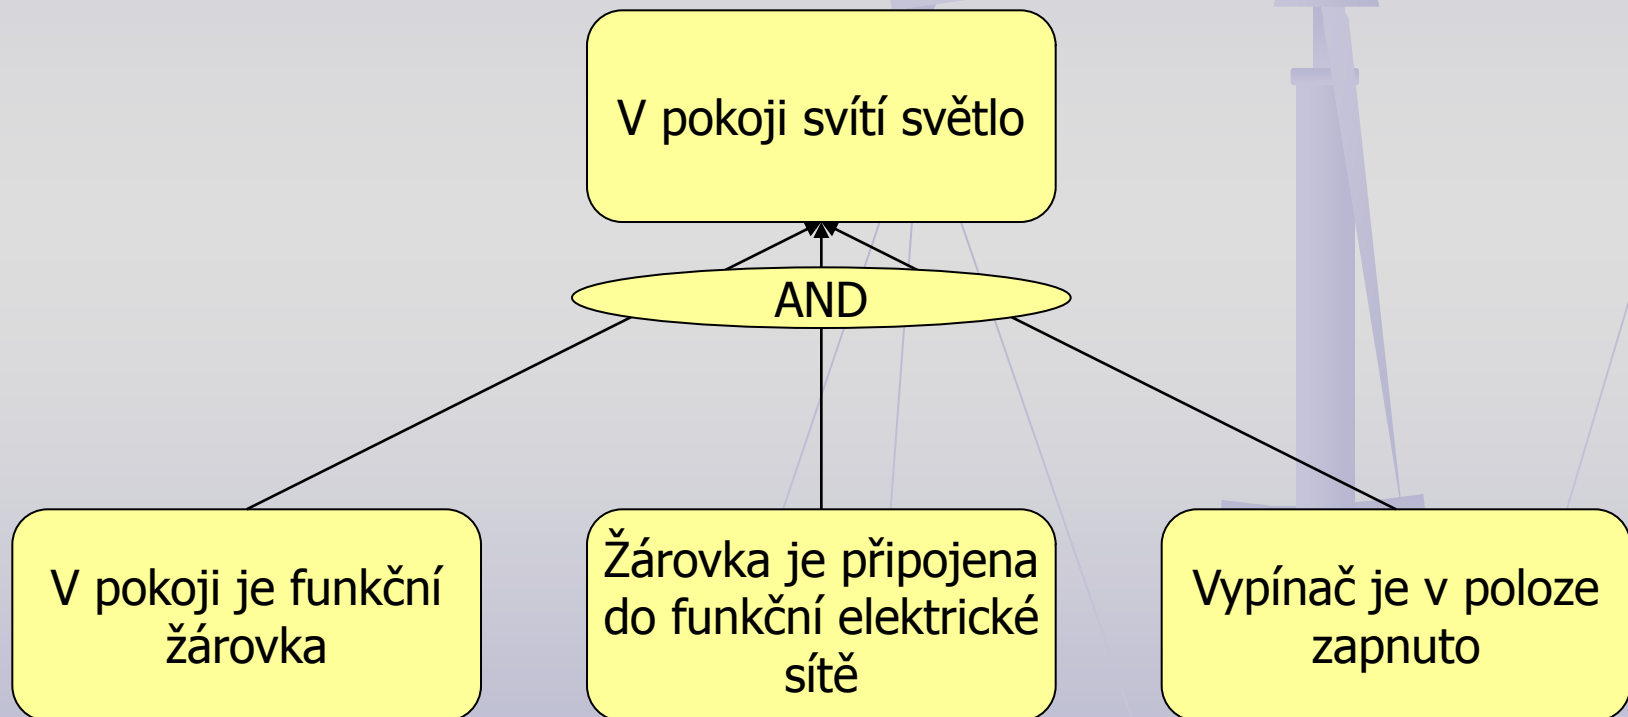 V pokoji svítí světlo
AND
V pokoji je funkční
žárovka
Žárovka je připojena
do funkční elektrické
sítě
Vypínač je v poloze
zapnuto